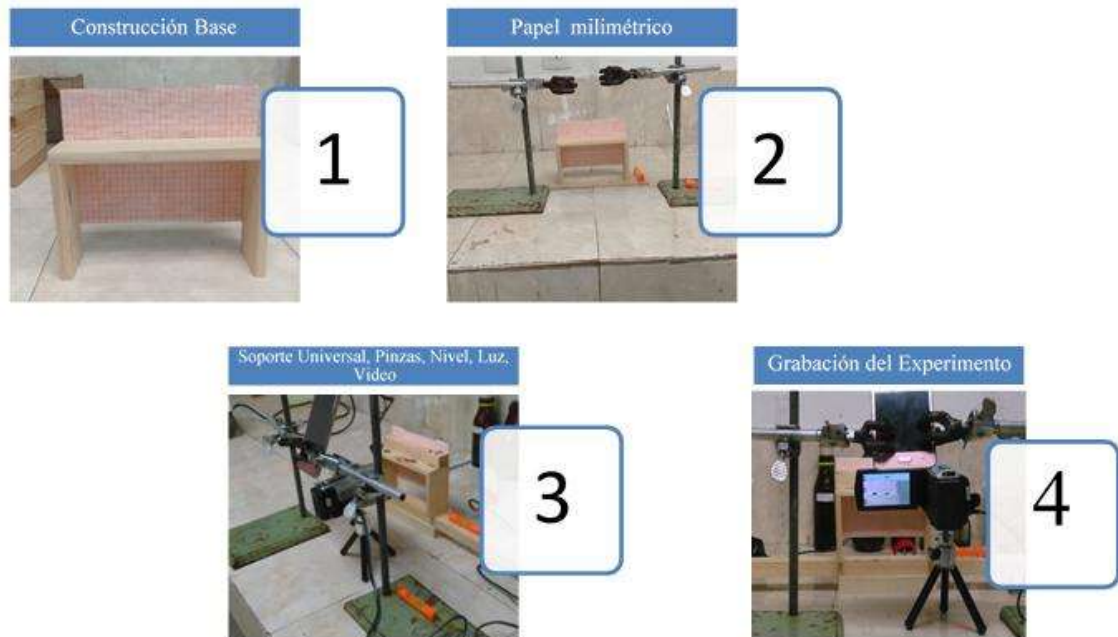 Construcción Base
1
Papel milimétrico
2
Soporte Universal, Pinzas, Nivel, Luz,
Video
3
Grabación del Experimento
4